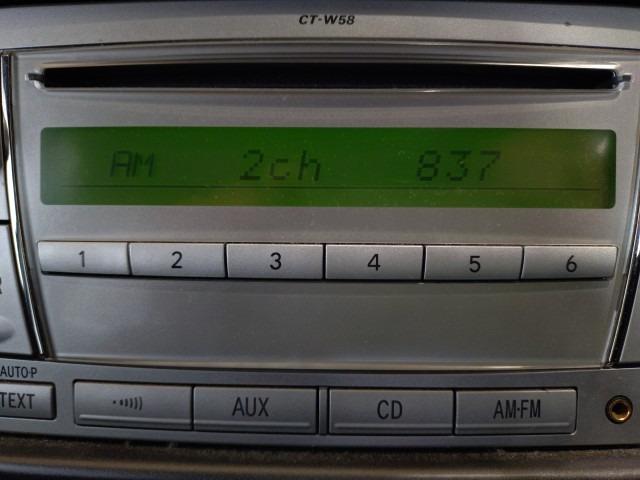 CT-W58
AM 2ch 837
1 2 3 4 5 6
AUTO·P
TEXT AUX CD AM·FM